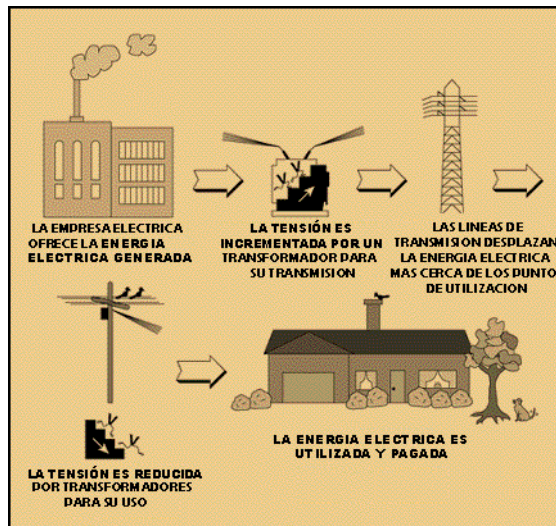 LA EMPRESA ELECTRICA
OFRECE LA ENERGIA
ELECTRICA GENERADA
LA TENSIÓN ES
INCREMENTADA POR UN
TRANSFORMADOR PARA
SU TRANSMISION
LAS LINEAS DE
TRANSMISION DESPLAZAN
LA ENERGIA ELECTRICA
MAS CERCA DE LOS PUNTO
DE UTILIZACION
V
V
V
V
LA TENSIÓN ES REDUCIDA
POR TRANSFORMADORES
PARA SU USO
LA ENERGIA ELECTRICA ES
UTILIZADA Y PAGADA